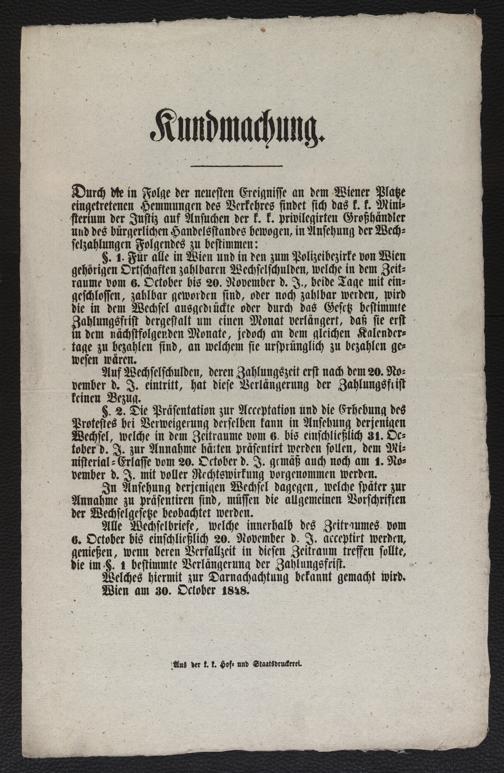 Kundmachung.
Durch die in Folge der neuesten Ereignisse an dem Wiener Platze
eingetretenen Hemmungen des Verkehres findet sich das k. k. Mini-
sterium der Justiz auf Ansuchen der k. k. privilegirten Großhändler
und des bürgerlichen Handelsstandes bewogen, in Ansehung der Wech-
selzahlungen Folgendes zu bestimmen:
§. 1. Für alle in Wien und in den zum Polizeibezirke von Wien
gehörigen Ortschaften zahlbaren Wechselschulden, welche in dem Zeit-
raume vom 6. October bis 20. November d. J., beide Tage mit ein-
geschlossen, zahlbar geworden sind, oder noch zahlbar werden, wird
die in dem Wechsel ausgedrückte oder durch das Gesetz bestimmte
Zahlungsfrist dergestalt um einen Monat verlängert, daß sie erst
in dem nächstfolgenden Monate, jedoch an dem gleichen Kalender-
tage zu bezahlen sind, an welchem sie ursprünglich zu bezahlen ge-
wesen wären.
Auf Wechselschulden, deren Zahlungszeit erst nach dem 20. No-
vember d. J. eintritt, hat diese Verlängerung der Zahlungsfrist
keinen Bezug.
§. 2. Die Präsentation zur Acceptation und die Erhebung des
Protestes bei Verweigerung derselben kann in Ansehung derjenigen
Wechsel, welche in dem Zeitraume vom 6. bis einschließlich 31. Oc-
tober d. J. zur Annahme hätten präsentirt werden sollen, dem Mi-
nisterial-Erlasse vom 20. October d. J. gemäß auch noch am 1. No-
vember d. J. mit voller Rechtswirkung vorgenommen werden.
In Ansehung derjenigen Wechsel dagegen, welche später zur
Annahme zu präsentiren sind, müssen die allgemeinen Vorschriften
der Wechselgesetze beobachtet werden.
Alle Wechselbriefe, welche innerhalb des Zeitraumes vom
6. October bis einschließlich 20. November d. J. acceptirt werden,
genießen, wenn deren Verfallzeit in diesen Zeitraum treffen sollte,
die im §. 1 bestimmte Verlängerung der Zahlungsfrist.
Welches hiermit zur Darnachachtung bekannt gemacht wird.
Wien am 30. October 1848.
Aus der k. k. Hof- und Staatsdruckerei.